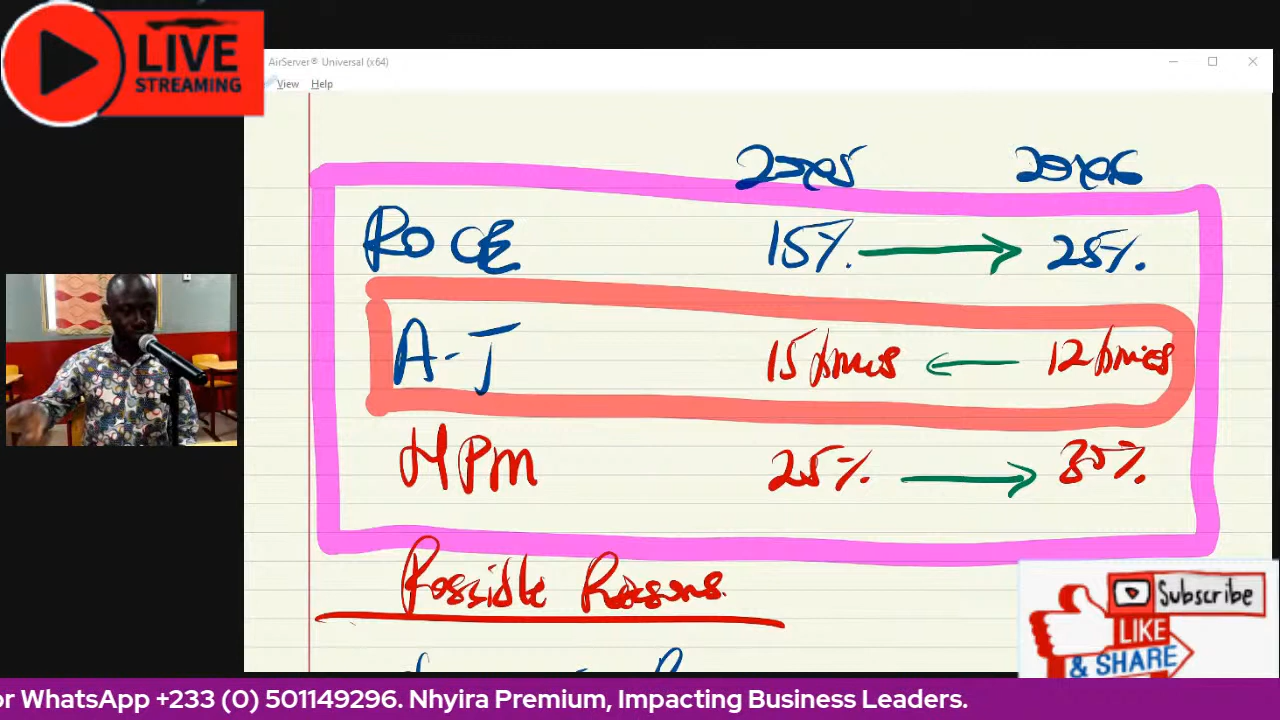 LIVE
STREAMING
AirServer® Universal (x64)
View Help
20x5 20x6
ROCE 15% → 25%.
A-T 15 times ← 12 times
NPM 25% → 35%.
Possible Reasons.
Subscribe
LIKE
& SHARE
or WhatsApp +233 (0) 501149296. Nhyira Premium, Impacting Business Leaders.